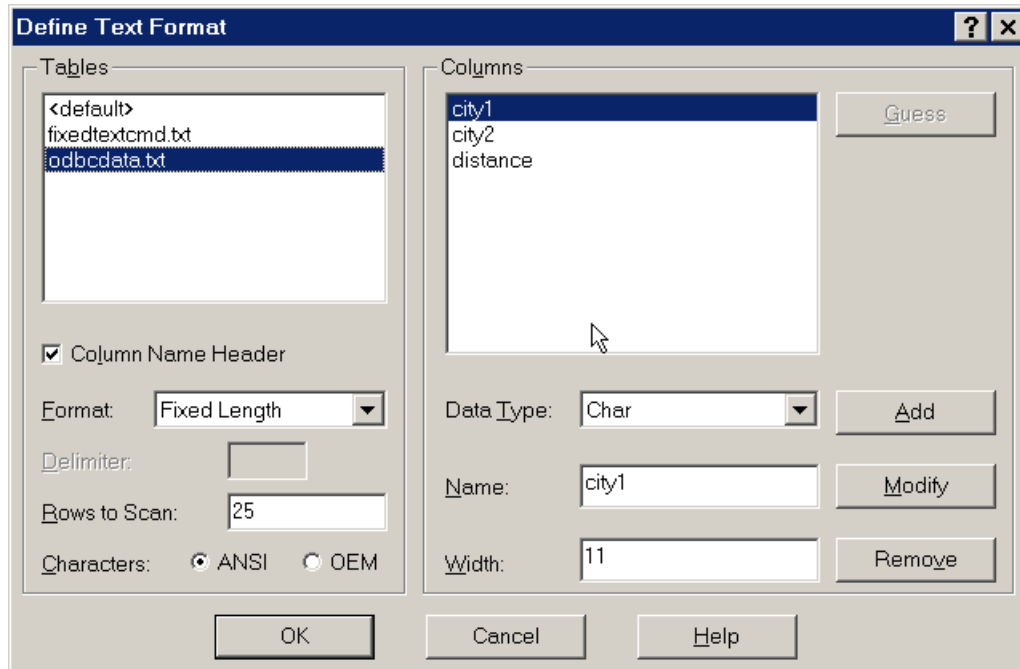 Define Text Format
Tables
<default>
fixedtextcmd.txt
odbcdata.txt
Column Name Header
Format: Fixed Length
Delimiter:
Rows to Scan: 25
Characters: ANSI OEM
Columns
city1
city2
distance
Guess
Data Type: Char
Add
Name: city1
Modify
Width: 11
Remove
OK Cancel Help